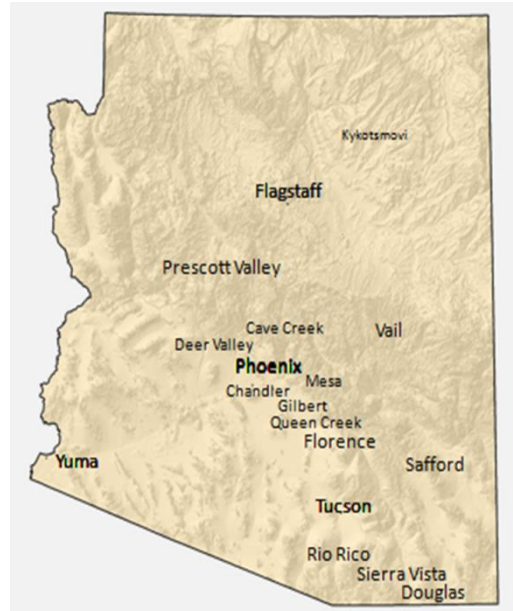 Kykotsmovi
Flagstaff
Prescott Valley
Cave Creek
Vail
Deer Valley
Phoenix
Mesa
Chandler
Gilbert
Queen Creek
Florence
Yuma
Safford
Tucson
Rio Rico
Sierra Vista
Douglas